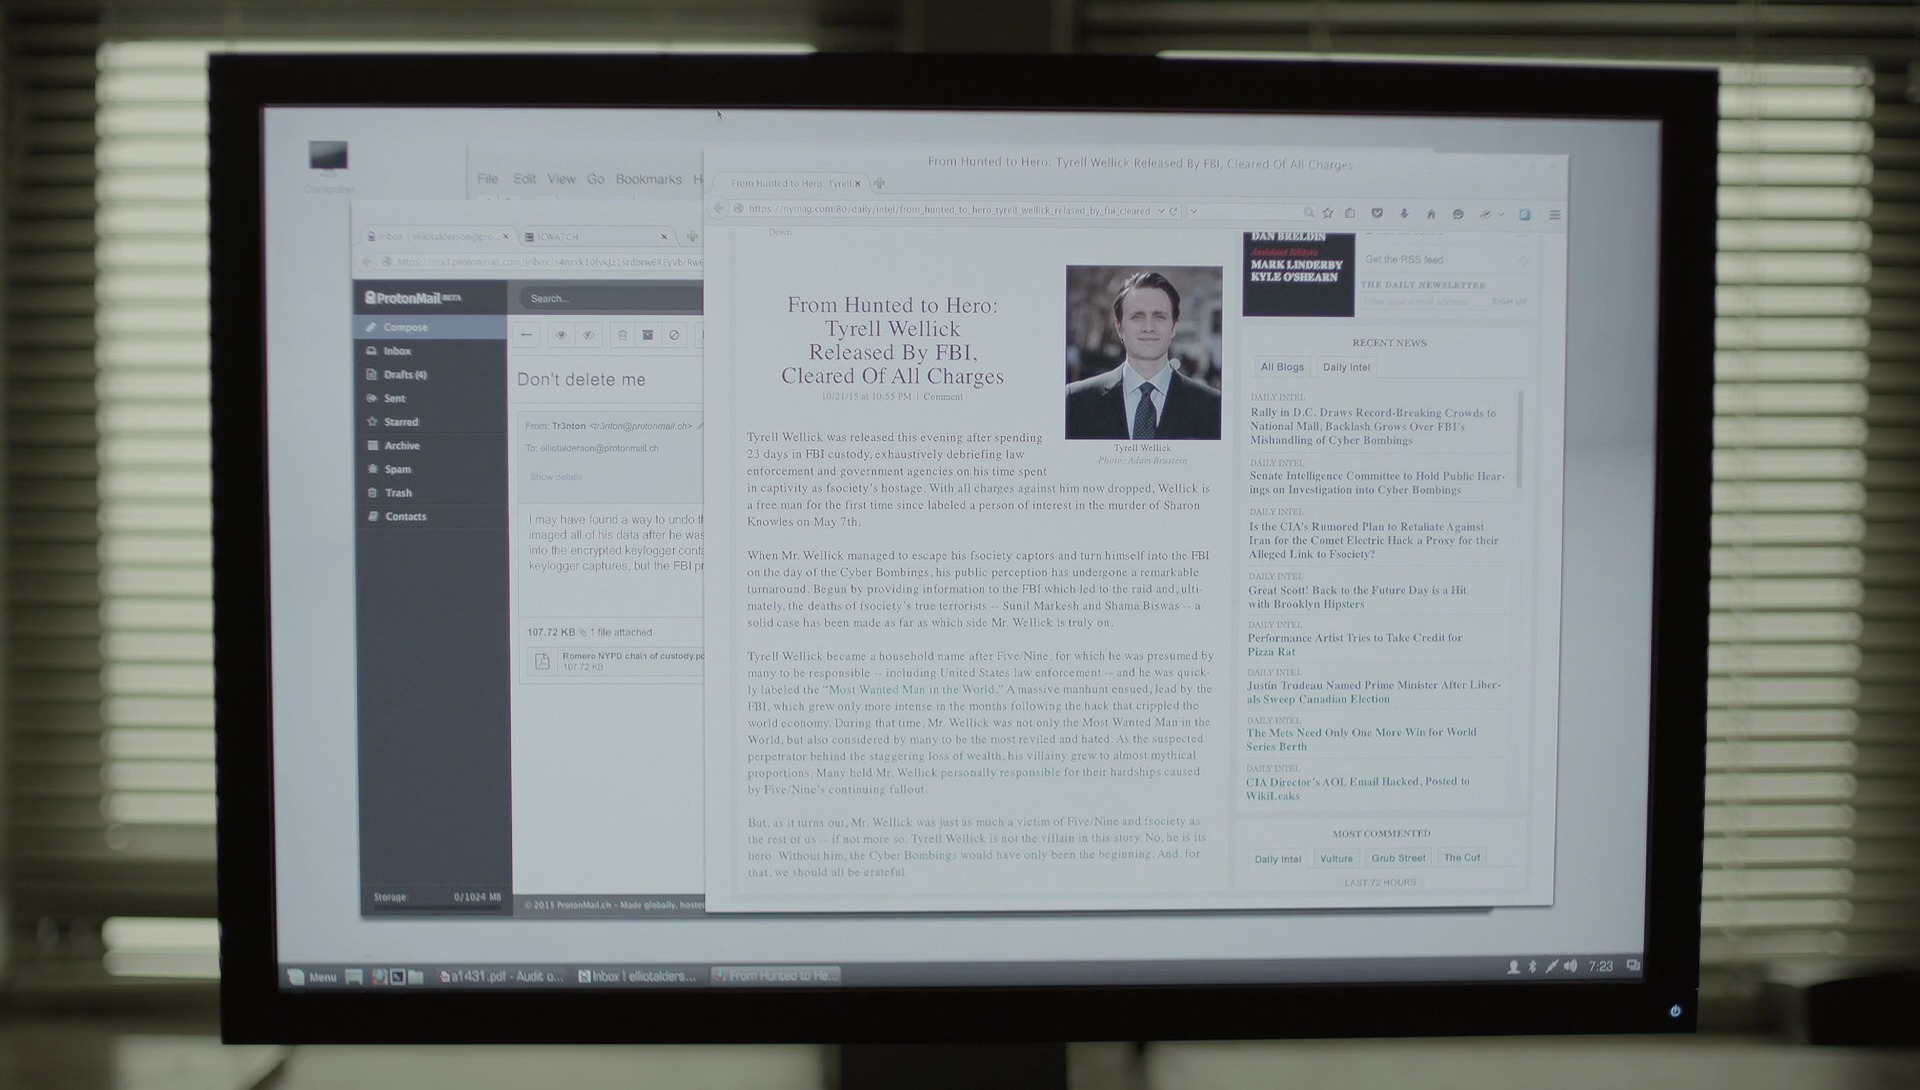 Computer
File Edit View Go Bookmarks H
Inbox | elliotalderson@pro...
ICWATCH
ProtonMail BETA
Search...
Compose
Inbox
Drafts (4)
Sent
Starred
Archive
Spam
Trash
Contacts
Storage: 0/1024 MB
Don't delete me
From: Tr3nton <tr3nton@protonmail.ch>
To: elliotalderson@protonmail.ch
Show details
I may have found a way to undo
imaged all of his data after he was
into the encrypted keylogger
keylogger captures, but the FBI
107.72 KB 1 file attached
Romero NYPD chain of custody
107.72 KB
© 2015 ProtonMail.ch - Made globally,
From Hunted to Hero: Tyrell Wellick Released By FBI, Cleared Of All Charges
From Hunted to Hero: Tyrell
https://nymag.com:80/daily/intel/from_hunted_to_hero_tyrell_wellick_relased_by_fbi_cleared
Down
From Hunted to Hero:
Tyrell Wellick
Released By FBI,
Cleared Of All Charges
10/21/15 at 10:55 PM | Comment
Tyrell Wellick
Photo: Adam Brustein
Tyrell Wellick was released this evening after spending
23 days in FBI custody, exhaustively debriefing law
enforcement and government agencies on his time spent
in captivity as fsociety's hostage. With all charges against him now dropped, Wellick is
a free man for the first time since labeled a person of interest in the murder of Sharon
Knowles on May 7th.
When Mr. Wellick managed to escape his fsociety captors and turn himself into the FBI
on the day of the Cyber Bombings, his public perception has undergone a remarkable
turnaround. Begun by providing information to the FBI which led to the raid and, ulti-
mately, the deaths of fsociety's true terrorists -- Sunil Markesh and Shama Biswas -- a
solid case has been made as far as which side Mr. Wellick is truly on.
Tyrell Wellick became a household name after Five/Nine, for which he was presumed by
many to be responsible -- including United States law enforcement -- and he was quick-
ly labeled the "Most Wanted Man in the World." A massive manhunt ensued, lead by the
FBI, which grew only more intense in the months following the hack that crippled the
world economy. During that time, Mr. Wellick was not only the Most Wanted Man in the
World, but also considered by many to be the most reviled and hated. As the suspected
perpetrator behind the staggering loss of wealth, his villainy grew to almost mythical
proportions. Many held Mr. Wellick personally responsible for their hardships caused
by Five/Nine's continuing fallout.
But, as it turns out, Mr. Wellick was just as much a victim of Five/Nine and fsociety as
the rest of us -- if not more so. Tyrell Wellick is not the villain in this story. No, he is its
hero. Without him, the Cyber Bombings would have only been the beginning. And, for
that, we should all be grateful.
DAN BRELDIN
Assistant Editors
MARK LINDERBY
KYLE O'SHEARN
Get the RSS feed
THE DAILY NEWSLETTER
Enter your e-mail address SIGN UP
RECENT NEWS
All Blogs Daily Intel
DAILY INTEL
Rally in D.C. Draws Record-Breaking Crowds to
National Mall, Backlash Grows Over FBI's
Mishandling of Cyber Bombings
DAILY INTEL
Senate Intelligence Committee to Hold Public Hear-
ings on Investigation into Cyber Bombings
DAILY INTEL
Is the CIA's Rumored Plan to Retaliate Against
Iran for the Comet Electric Hack a Proxy for their
Alleged Link to Fsociety?
DAILY INTEL
Great Scott! Back to the Future Day is a Hit
with Brooklyn Hipsters
DAILY INTEL
Performance Artist Tries to Take Credit for
Pizza Rat
DAILY INTEL
Justin Trudeau Named Prime Minister After Liber-
als Sweep Canadian Election
DAILY INTEL
The Mets Need Only One More Win for World
Series Berth
DAILY INTEL
CIA Director's AOL Email Hacked, Posted to
WikiLeaks
MOST COMMENTED
Daily Intel Vulture Grub Street The Cut
LAST 72 HOURS
Menu a1431.pdf - Audit o... Inbox | elliotalders... From Hunted to He... 7:23